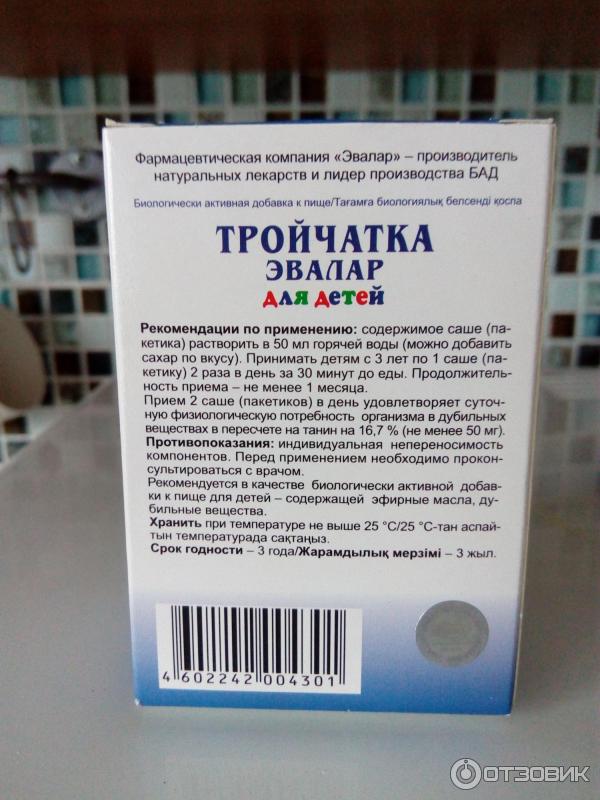 Фармацевтическая компания «Эвалар» – производитель
натуральных лекарств и лидер производства БАД
Биологически активная добавка к пище/Тағамға биологиялық белсенді қоспа
ТРОЙЧАТКА
ЭВАЛАР
для детей
Рекомендации по применению: содержимое саше (па-
кетика) растворить в 50 мл горячей воды (можно добавить
сахар по вкусу). Принимать детям с 3 лет по 1 саше (па-
кетику) 2 раза в день за 30 минут до еды. Продолжитель-
ность приема – не менее 1 месяца.
Прием 2 саше (пакетиков) в день удовлетворяет суточ-
ную физиологическую потребность организма в дубильных
веществах в пересчете на танин на 16,7 % (не менее 50 мг).
Противопоказания: индивидуальная непереносимость
компонентов. Перед применением необходимо прокон-
сультироваться с врачом.
Рекомендуется в качестве биологически активной добав-
ки к пище для детей – содержащей эфирные масла, ду-
бильные вещества.
Хранить при температуре не выше 25 °С/25 °С-тан аспай-
тын температурада сақтаңыз.
Срок годности – 3 года/Жарамдылық мерзімі – 3 жыл.
4 602242 004301
ОТЗОВИК